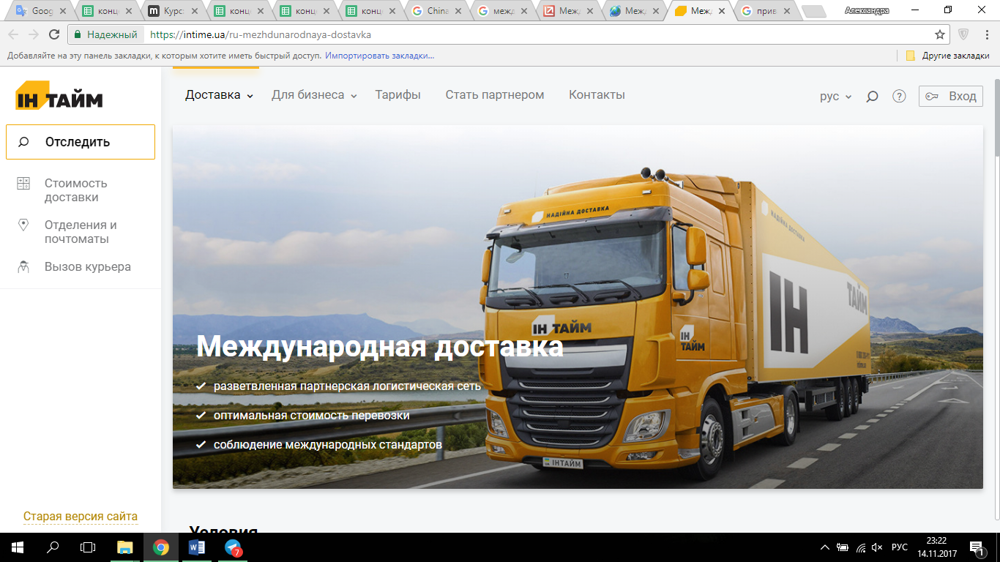 Goog
конц
Курс:
конц
конц
конц
China
межд
Межд
Межд
Межд
прив
Александра
Надежный
https://intime.ua/ru-mezhdunarodnaya-dostavka
Добавляйте на эту панель закладки, к которым хотите иметь быстрый доступ. Импортировать закладки...
Другие закладки
ІН ТАЙМ
Доставка
Для бизнеса
Тарифы
Стать партнером
Контакты
рус
Вход
Отследить
Стоимость
доставки
Отделения и
почтоматы
Вызов курьера
НАДІЙНА ДОСТАВКА
НАДІЙНА ДОСТАВКА
ІН ТАЙМ
ІН ТАЙМ
ІН
ТАЙМ
Международная доставка
разветвленная партнерская логистическая сеть
оптимальная стоимость перевозки
соблюдение международных стандартов
ІНТАЙМ
Старая версия сайта
Условия
7
РУС
23:22
14.11.2017
1